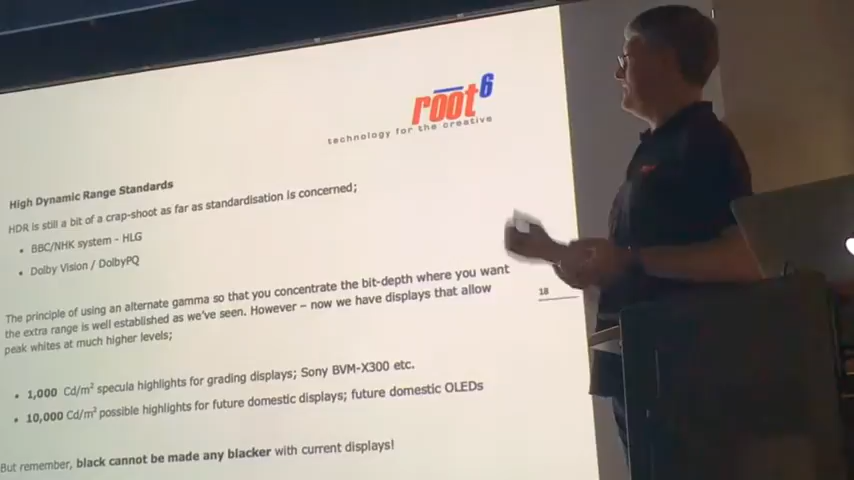 root6
technology for the creative
High Dynamic Range Standards
HDR is still a bit of a crap-shoot as far as standardisation is concerned;
• BBC/NHK system - HLG
• Dolby Vision / DolbyPQ
The principle of using an alternate gamma so that you concentrate the bit-depth where you want
the extra range is well established as we've seen. However – now we have displays that allow
peak whites at much higher levels;
18
• 1,000 Cd/m² specula highlights for grading displays; Sony BVM-X300 etc.
• 10,000 Cd/m² possible highlights for future domestic displays; future domestic OLEDs
But remember, black cannot be made any blacker with current displays!